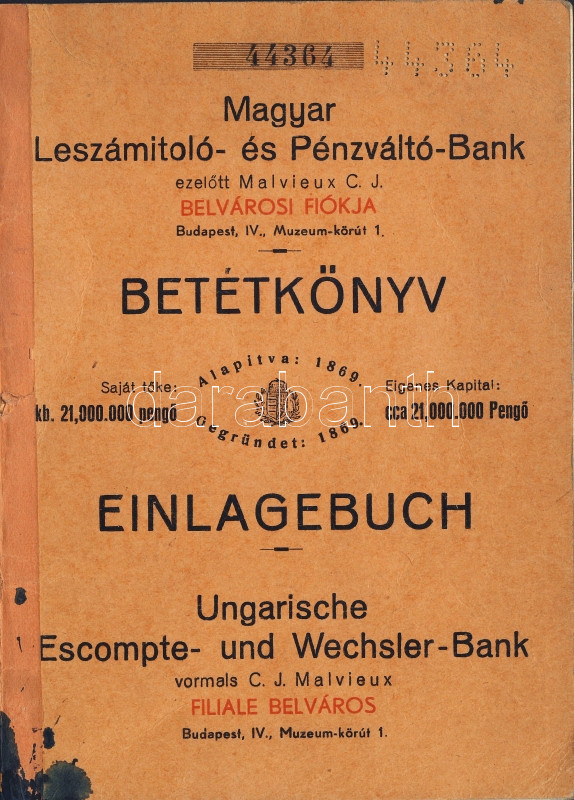 44364 44364
Magyar
Leszámitoló- és Pénzváltó-Bank
ezelőtt Malvieux C. J.
BELVÁROSI FIÓKJA
Budapest, IV., Muzeum-körút 1.
BETÉTKÖNYV
Alapitva: 1869.
Saját tőke:
kb. 21,000.000 pengő
Eigenes Kapital:
cca 21.000.000 Pengő
Gegründet: 1869.
darabanth
EINLAGEBUCH
Ungarische
Escompte- und Wechsler-Bank
vormals C. J. Malvieux
FILIALE BELVÁROS
Budapest, IV., Muzeum-körút 1.